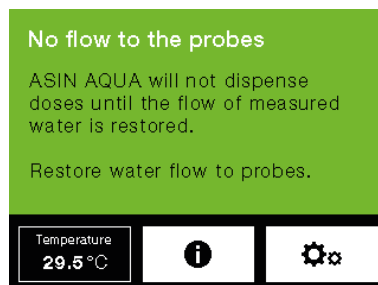 No flow to the probes
ASIN AQUA will not dispense
doses until the flow of measured
water is restored.
Restore water flow to probes.
Temperature
29.5°C